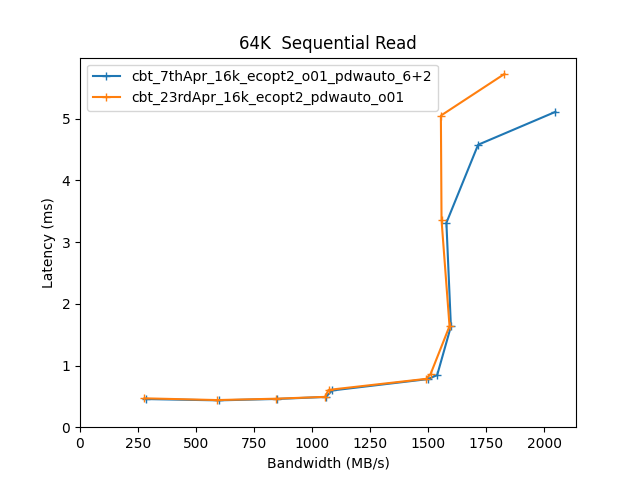 64K  Sequential Read
cbt_7thApr_16k_ecopt2_o01_pdwauto_6+2
cbt_23rdApr_16k_ecopt2_pdwauto_o01
Latency (ms)
5
4
3
2
1
0
0 250 500 750 1000 1250 1500 1750 2000
Bandwidth (MB/s)